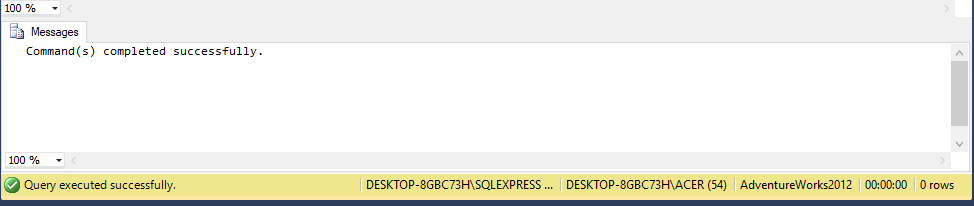 100 %
Messages
Command(s) completed successfully.
100 %
Query executed successfully. DESKTOP-8GBC73H\SQLEXPRESS ... DESKTOP-8GBC73H\ACER (54) AdventureWorks2012 00:00:00 0 rows